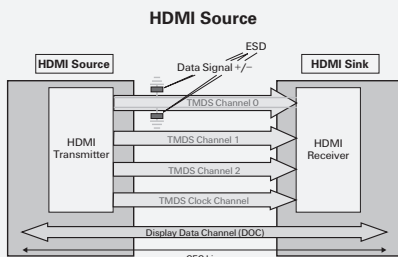 HDMI Source
ESD
Data Signal +/−
HDMI Source
HDMI Sink
TMDS Channel 0
HDMI
Transmitter
TMDS Channel 1
HDMI
Receiver
TMDS Channel 2
TMDS Clock Channel
Display Data Channel (DOC)